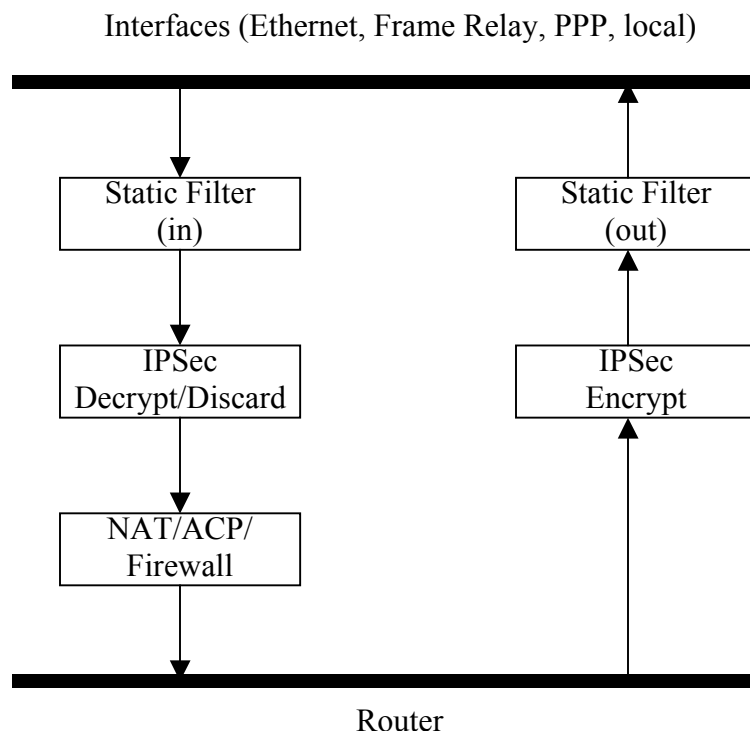 Interfaces (Ethernet, Frame Relay, PPP, local)
Static Filter
(in)
Static Filter
(out)
IPSec
Decrypt/Discard
IPSec
Encrypt
NAT/ACP/
Firewall
Router